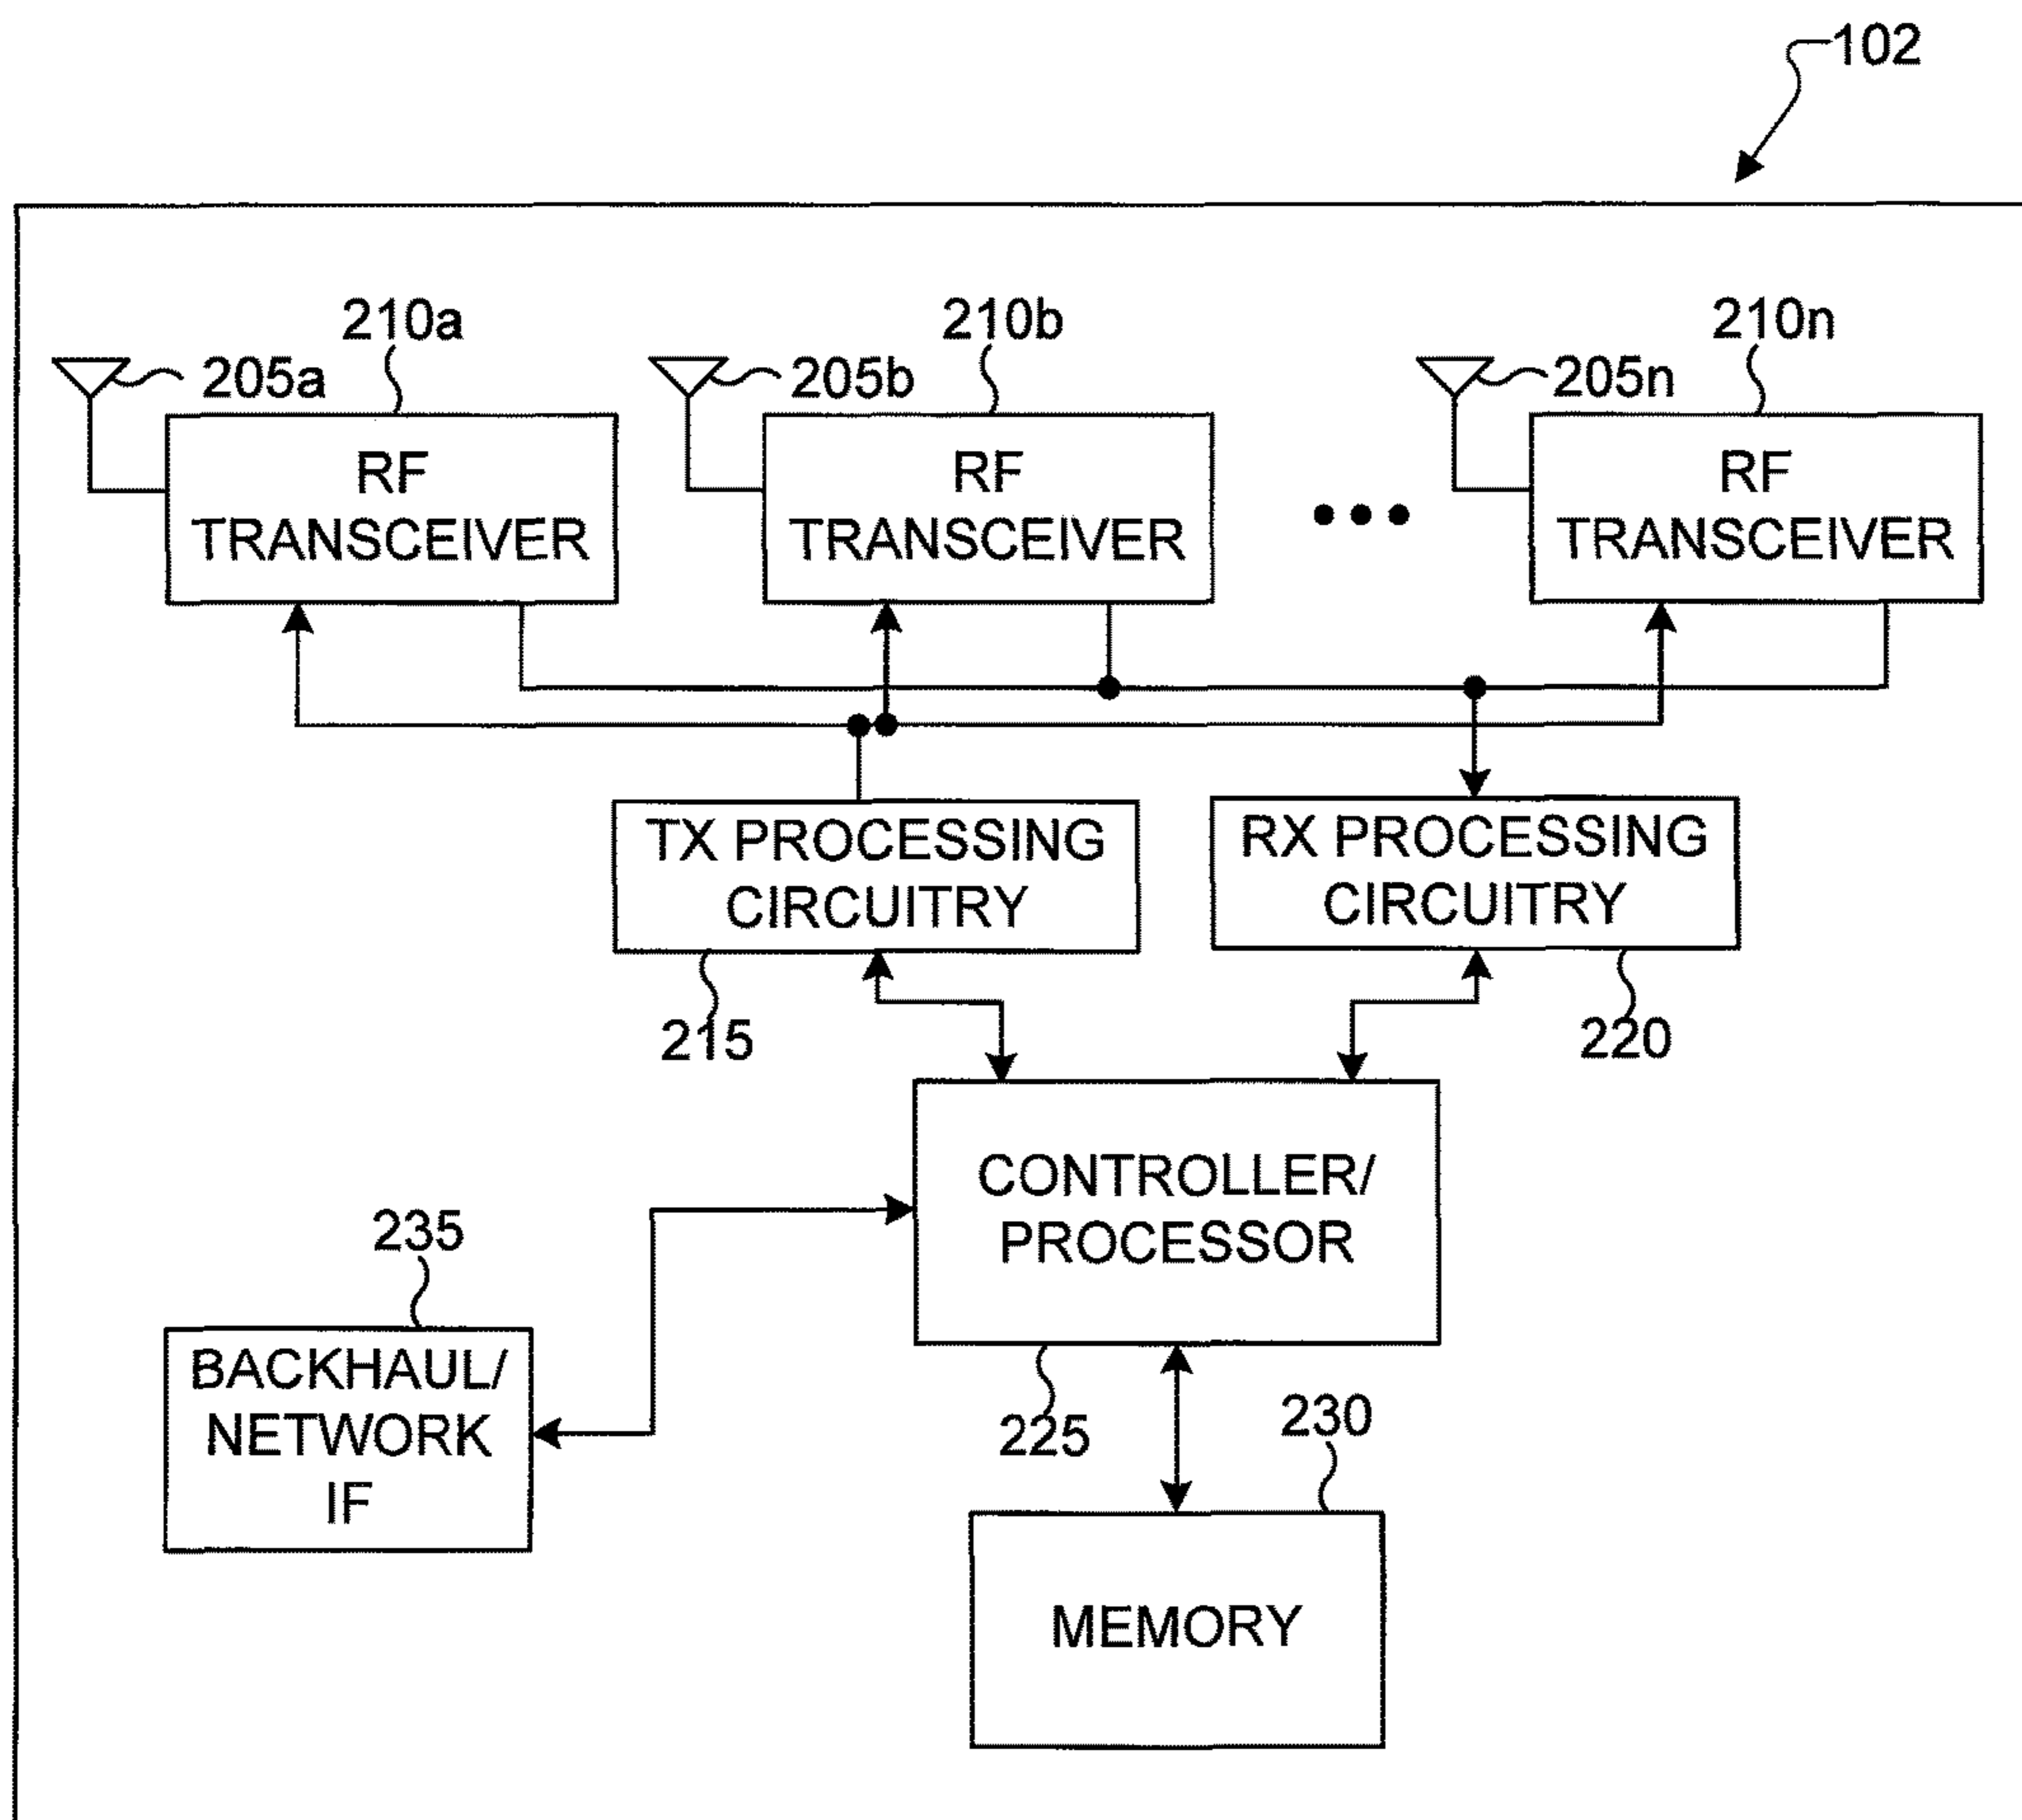 102
210a
210b
210n
205a
205b
205n
RF
TRANSCEIVER
RF
TRANSCEIVER
RF
TRANSCEIVER
TX PROCESSING
CIRCUITRY
RX PROCESSING
CIRCUITRY
215
220
CONTROLLER/
PROCESSOR
235
BACKHAUL/
NETWORK
IF
225
230
MEMORY